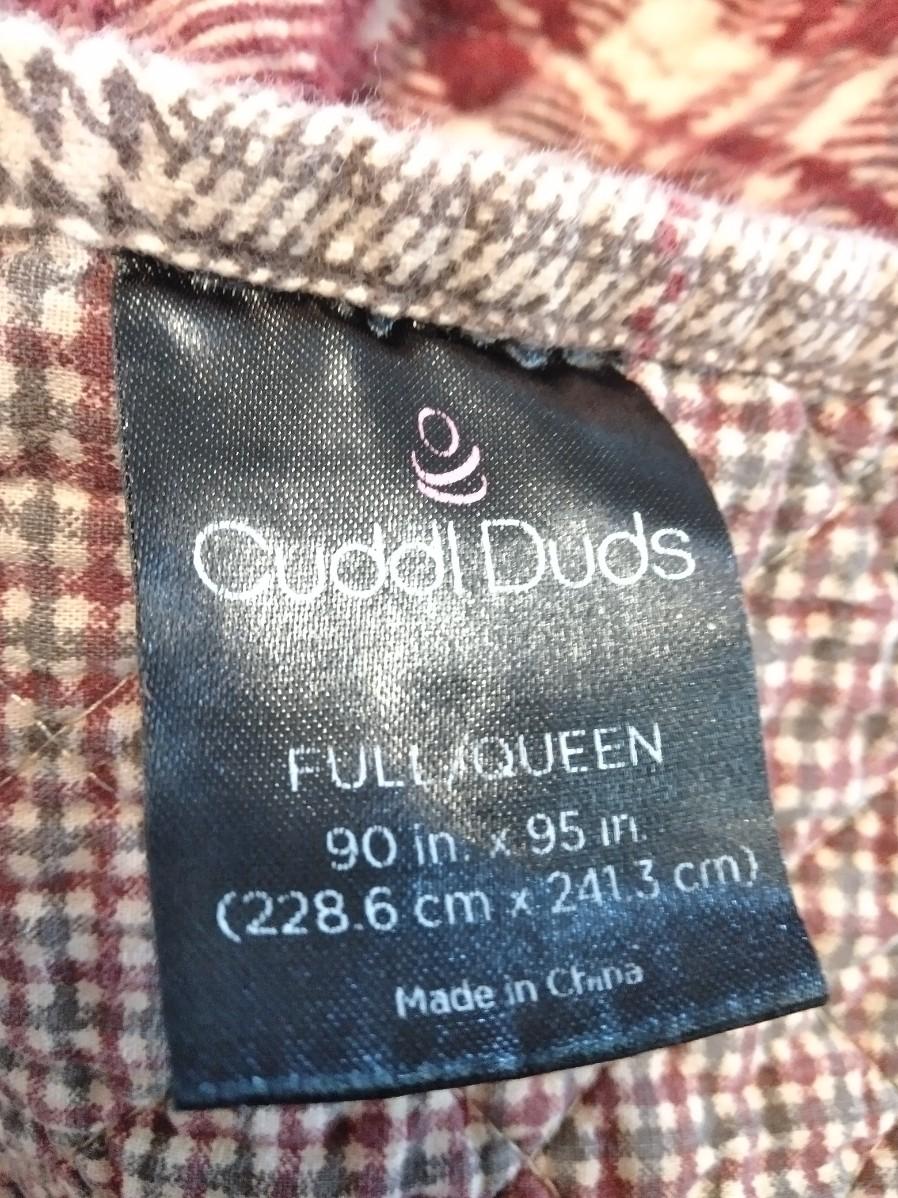 Cuddl Duds
FULL/QUEEN
90 in. x 95 in.
(228.6 cm x 241.3 cm)
Made in China